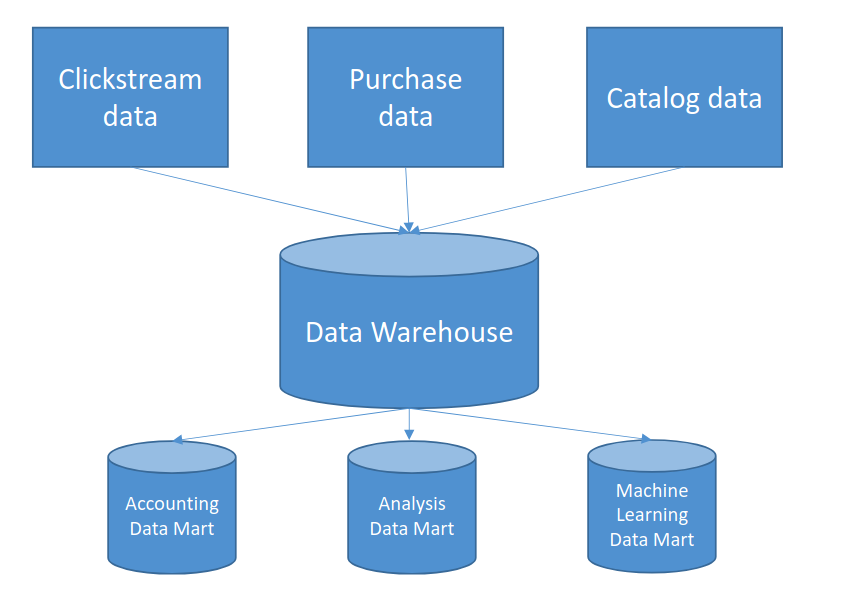 Clickstream
data
Purchase
data
Catalog data
Data Warehouse
Accounting
Data Mart
Analysis
Data Mart
Machine
Learning
Data Mart